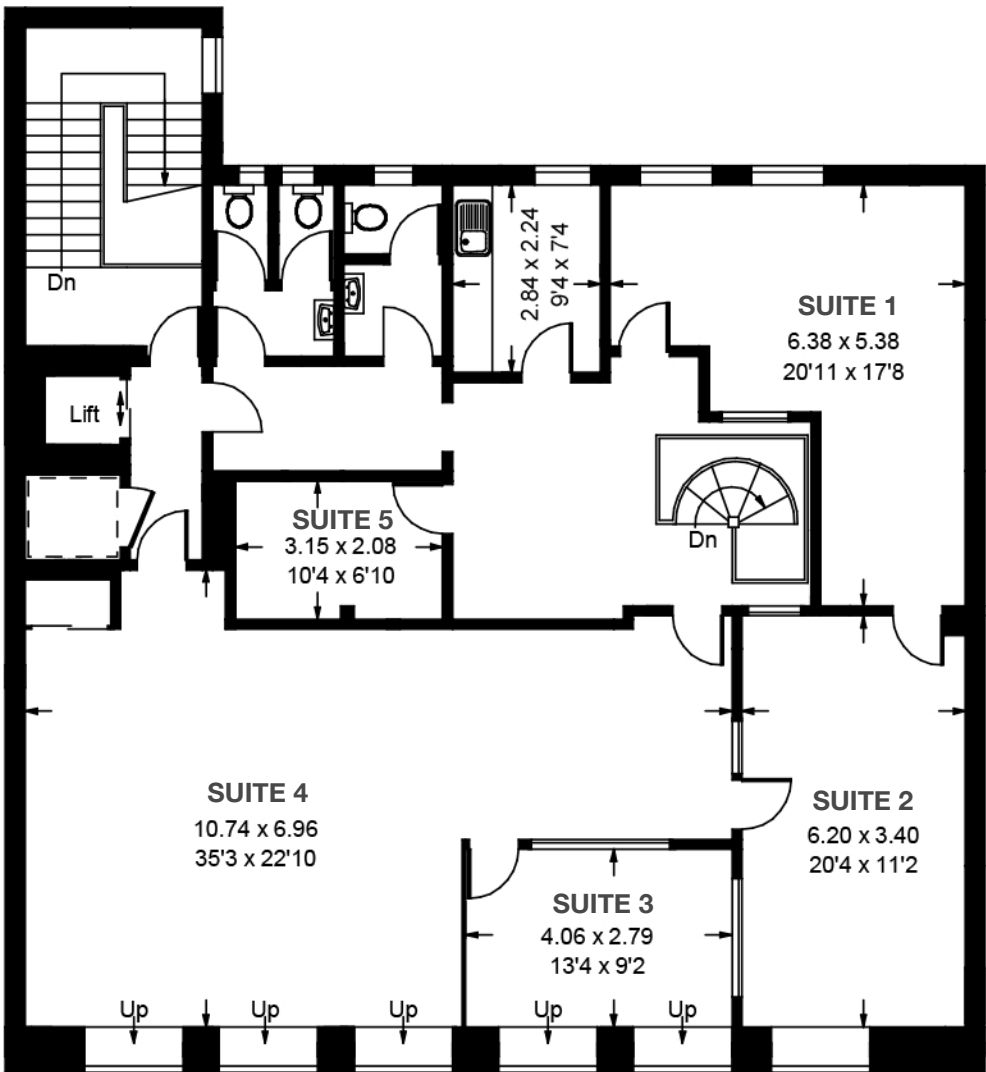 Dn
Lift
2.84 x 2.24
9'4 x 7'4
SUITE 1
6.38 x 5.38
20'11 x 17'8
SUITE 5
3.15 x 2.08
10'4 x 6'10
Dn
SUITE 4
10.74 x 6.96
35'3 x 22'10
SUITE 2
6.20 x 3.40
20'4 x 11'2
SUITE 3
4.06 x 2.79
13'4 x 9'2
Up
Up
Up
Up
Up